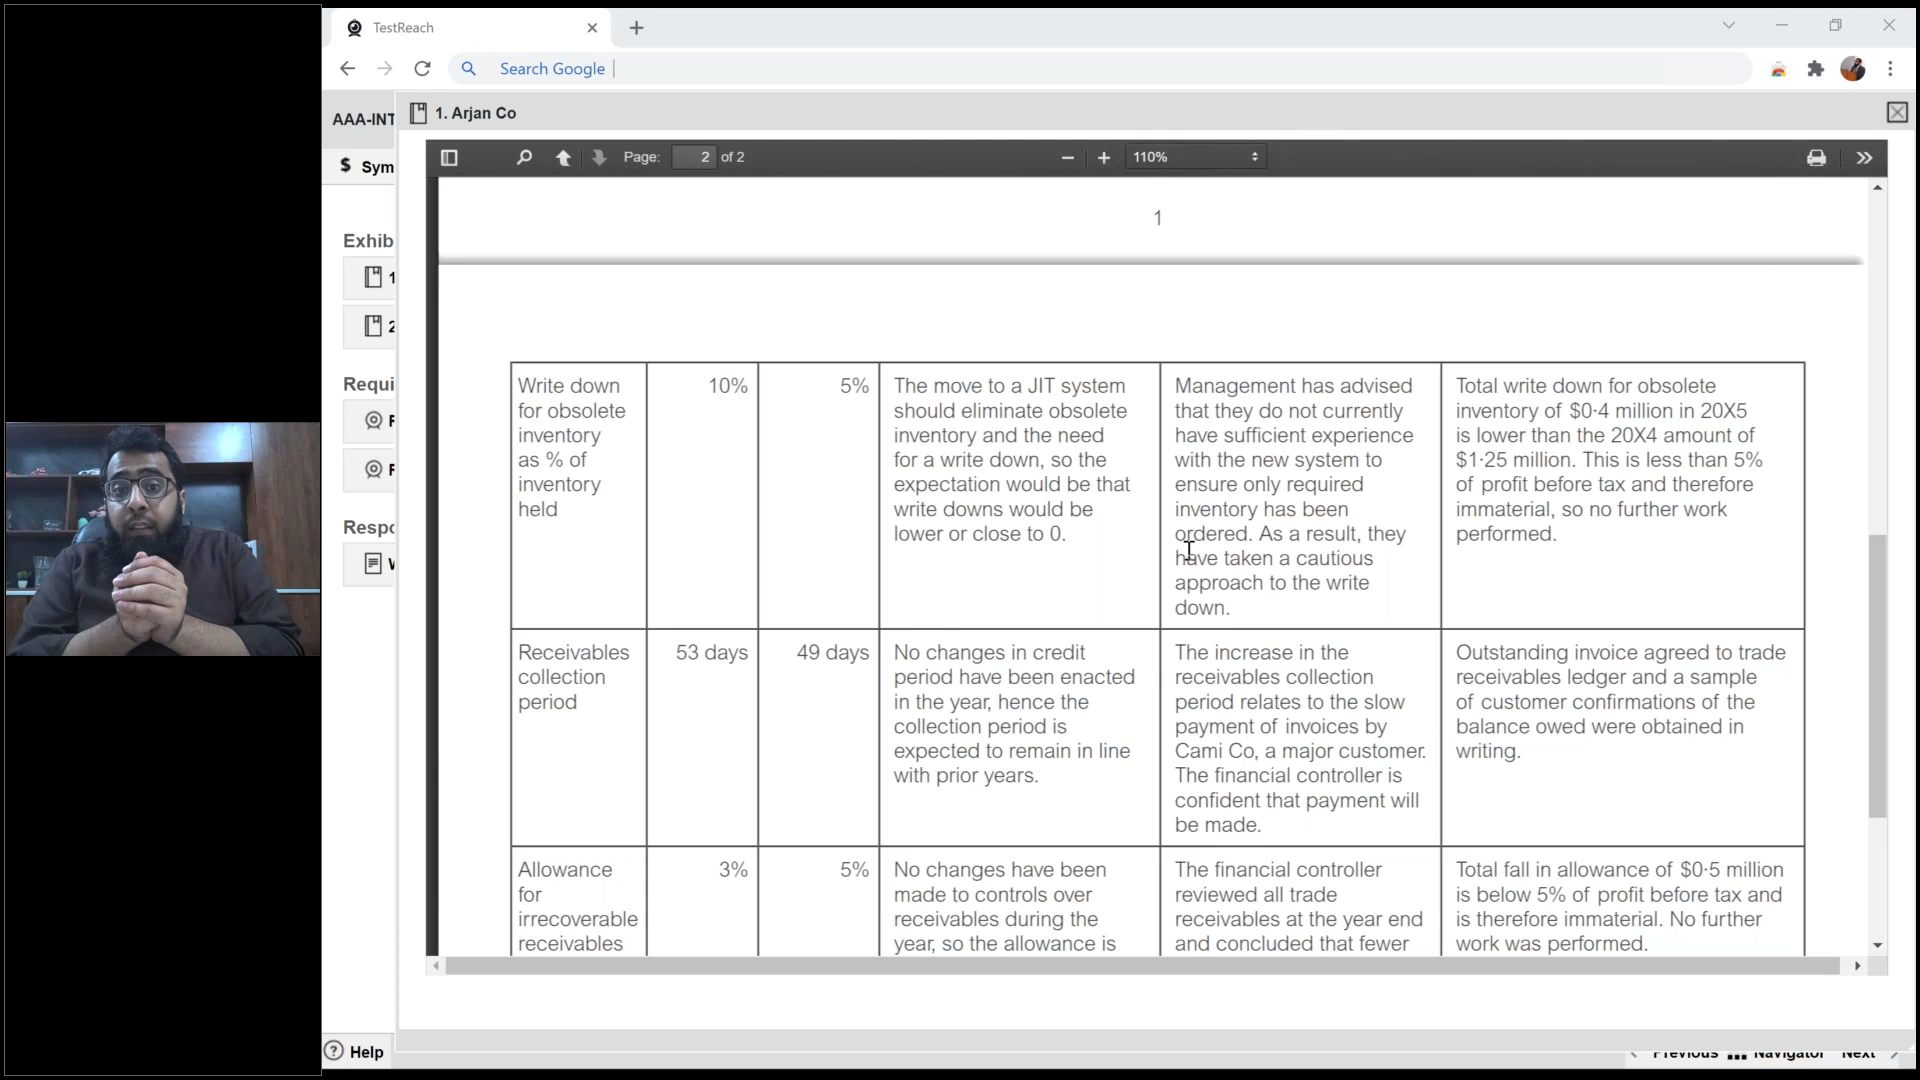 TestReach
Search Google
AAA-INT
1. Arjan Co
$ Sym
Page: 2 of 2
110%
1
Exhib
1
2
Requi
F
F
Respo
W
Write down
for obsolete
inventory
as % of
inventory
held
10%
5%
The move to a JIT system
should eliminate obsolete
inventory and the need
for a write down, so the
expectation would be that
write downs would be
lower or close to 0.
Management has advised
that they do not currently
have sufficient experience
with the new system to
ensure only required
inventory has been
ordered. As a result, they
have taken a cautious
approach to the write
down.
Total write down for obsolete
inventory of $0·4 million in 20X5
is lower than the 20X4 amount of
$1·25 million. This is less than 5%
of profit before tax and therefore
immaterial, so no further work
performed.
Receivables
collection
period
53 days
49 days
No changes in credit
period have been enacted
in the year, hence the
collection period is
expected to remain in line
with prior years.
The increase in the
receivables collection
period relates to the slow
payment of invoices by
Cami Co, a major customer.
The financial controller is
confident that payment will
be made.
Outstanding invoice agreed to trade
receivables ledger and a sample
of customer confirmations of the
balance owed were obtained in
writing.
Allowance
for
irrecoverable
receivables
3%
5%
No changes have been
made to controls over
receivables during the
year, so the allowance is
The financial controller
reviewed all trade
receivables at the year end
and concluded that fewer
Total fall in allowance of $0·5 million
is below 5% of profit before tax and
is therefore immaterial. No further
work was performed.
Help
Previous
Navigator
Next